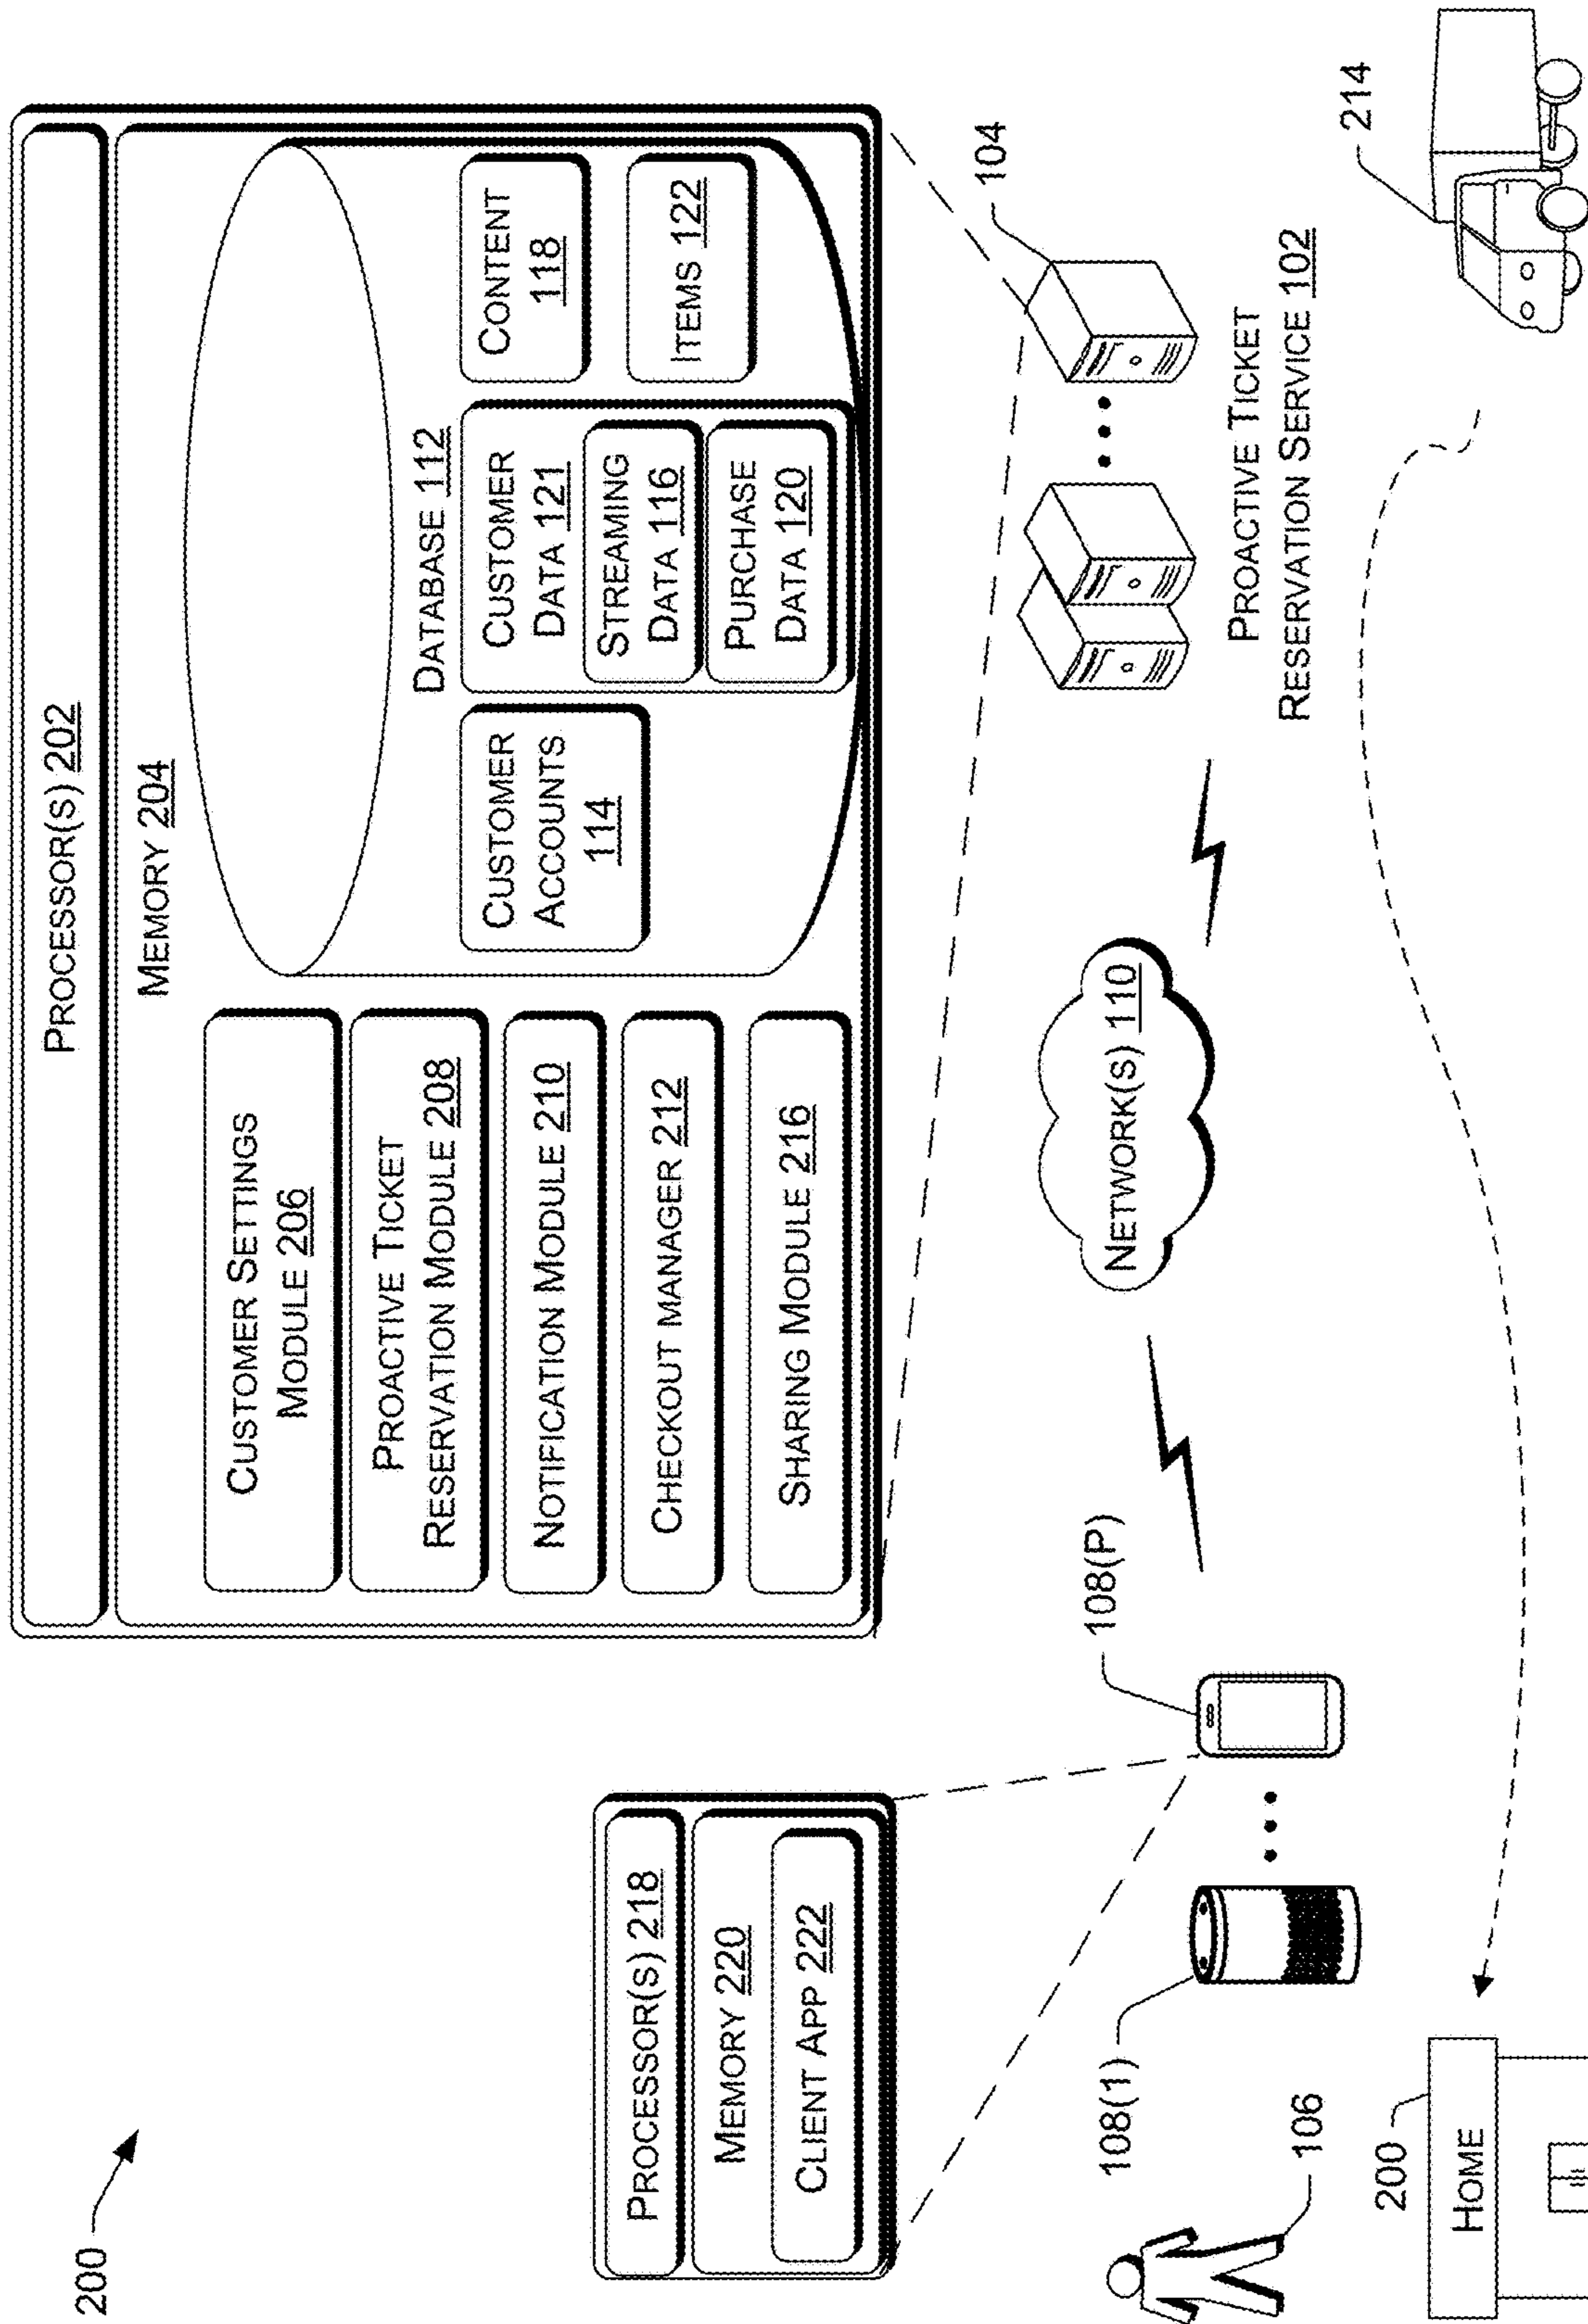 200
PROCESSOR(S) 202
MEMORY 204
CUSTOMER SETTINGS
MODULE 206
PROACTIVE TICKET
RESERVATION MODULE 208
NOTIFICATION MODULE 210
CHECKOUT MANAGER 212
SHARING MODULE 216
DATABASE 112
CUSTOMER
ACCOUNTS
114
CUSTOMER
DATA 121
STREAMING
DATA 116
PURCHASE
DATA 120
CONTENT
118
ITEMS 122
PROCESSOR(S) 218
MEMORY 220
CLIENT APP 222
108(P)
108(1)
106
NETWORK(S) 110
104
PROACTIVE TICKET
RESERVATION SERVICE 102
200
HOME
214